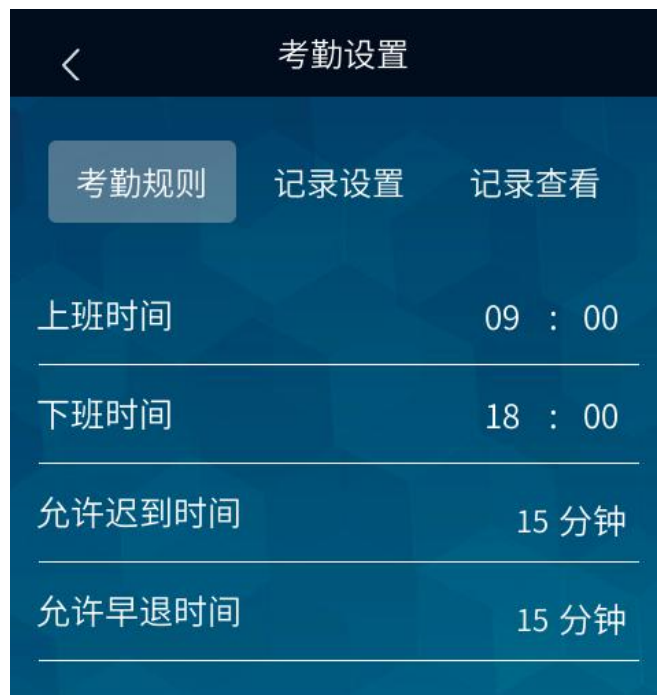 考勤设置
考勤规则 记录设置 记录查看
上班时间 09 : 00
下班时间 18 : 00
允许迟到时间 15 分钟
允许早退时间 15 分钟